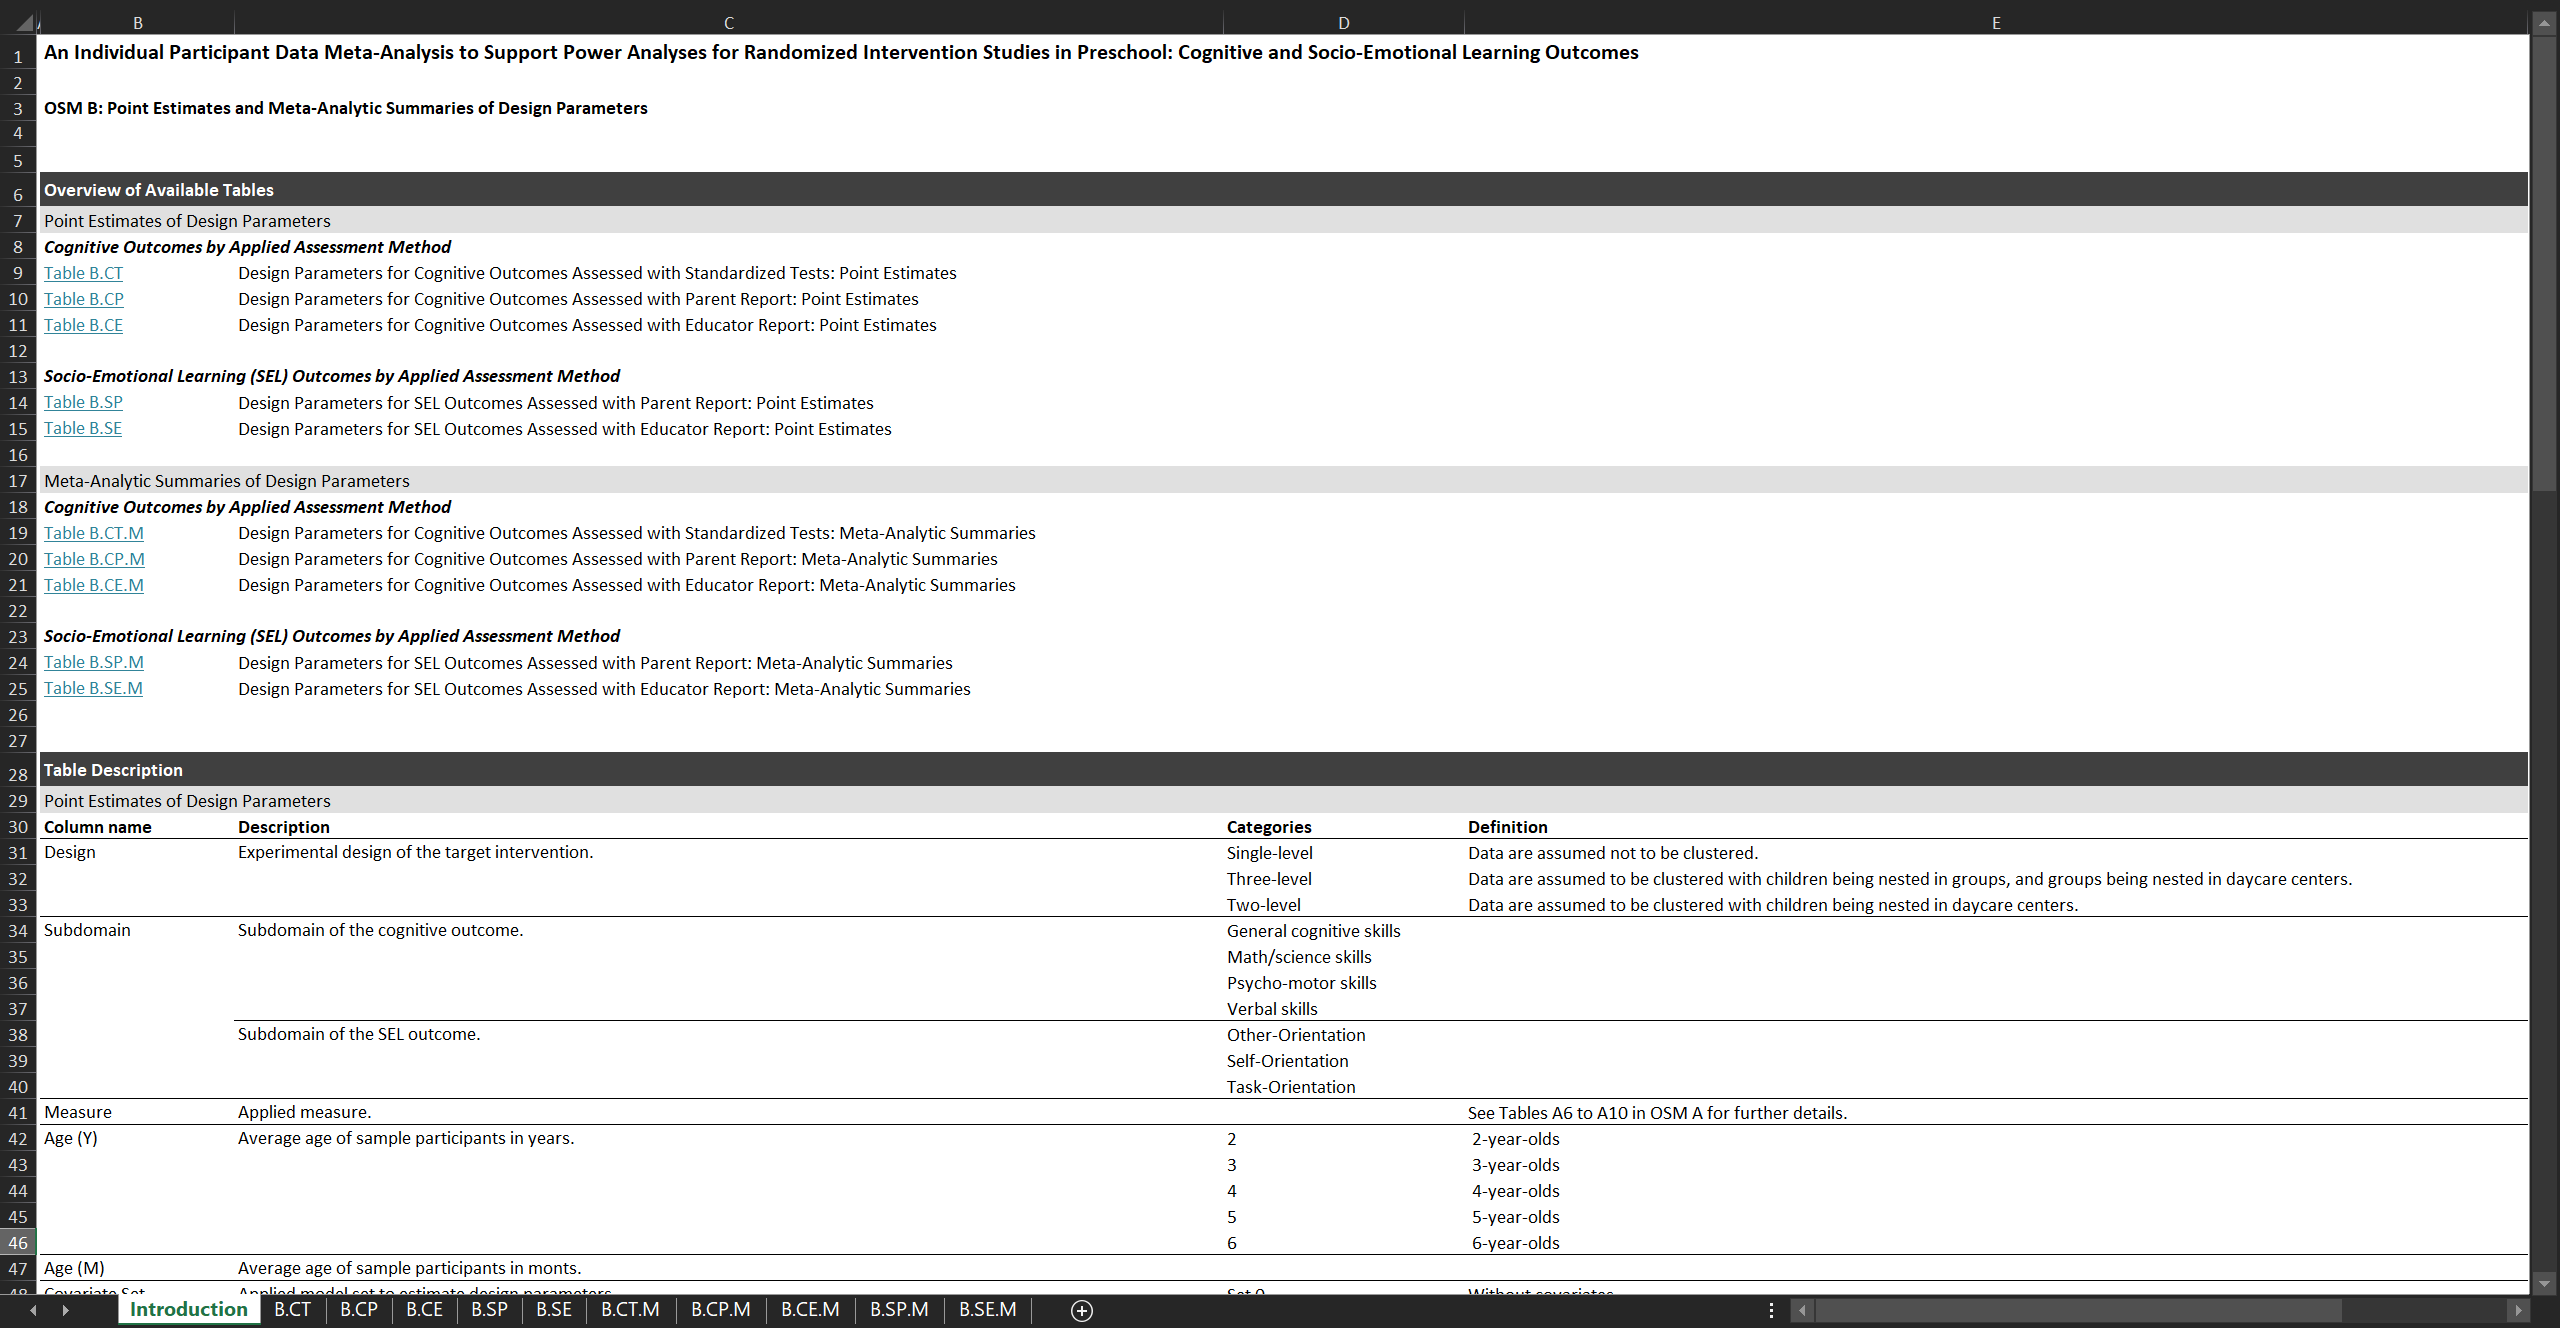 B C D E
1 An Individual Participant Data Meta-Analysis to Support Power Analyses for Randomized Intervention Studies in Preschool: Cognitive and Socio-Emotional Learning Outcomes
2
3 OSM B: Point Estimates and Meta-Analytic Summaries of Design Parameters
4
5
6 Overview of Available Tables
7 Point Estimates of Design Parameters
8 Cognitive Outcomes by Applied Assessment Method
9 Table B.CT Design Parameters for Cognitive Outcomes Assessed with Standardized Tests: Point Estimates
10 Table B.CP Design Parameters for Cognitive Outcomes Assessed with Parent Report: Point Estimates
11 Table B.CE Design Parameters for Cognitive Outcomes Assessed with Educator Report: Point Estimates
12
13 Socio-Emotional Learning (SEL) Outcomes by Applied Assessment Method
14 Table B.SP Design Parameters for SEL Outcomes Assessed with Parent Report: Point Estimates
15 Table B.SE Design Parameters for SEL Outcomes Assessed with Educator Report: Point Estimates
16
17 Meta-Analytic Summaries of Design Parameters
18 Cognitive Outcomes by Applied Assessment Method
19 Table B.CT.M Design Parameters for Cognitive Outcomes Assessed with Standardized Tests: Meta-Analytic Summaries
20 Table B.CP.M Design Parameters for Cognitive Outcomes Assessed with Parent Report: Meta-Analytic Summaries
21 Table B.CE.M Design Parameters for Cognitive Outcomes Assessed with Educator Report: Meta-Analytic Summaries
22
23 Socio-Emotional Learning (SEL) Outcomes by Applied Assessment Method
24 Table B.SP.M Design Parameters for SEL Outcomes Assessed with Parent Report: Meta-Analytic Summaries
25 Table B.SE.M Design Parameters for SEL Outcomes Assessed with Educator Report: Meta-Analytic Summaries
26
27
28 Table Description
29 Point Estimates of Design Parameters
30 Column name Description Categories Definition
31 Design Experimental design of the target intervention. Single-level Data are assumed not to be clustered.
32 Three-level Data are assumed to be clustered with children being nested in groups, and groups being nested in daycare centers.
33 Two-level Data are assumed to be clustered with children being nested in daycare centers.
34 Subdomain Subdomain of the cognitive outcome. General cognitive skills
35 Math/science skills
36 Psycho-motor skills
37 Verbal skills
38 Subdomain of the SEL outcome. Other-Orientation
39 Self-Orientation
40 Task-Orientation
41 Measure Applied measure. See Tables A6 to A10 in OSM A for further details.
42 Age (Y) Average age of sample participants in years. 2 2-year-olds
43 3 3-year-olds
44 4 4-year-olds
45 5 5-year-olds
46 6 6-year-olds
47 Age (M) Average age of sample participants in monts.
48 Covariate Set Applied model set to estimate design parameters. Set 0 Without covariates.
Introduction B.CT B.CP B.CE B.SP B.SE B.CT.M B.CP.M B.CE.M B.SP.M B.SE.M